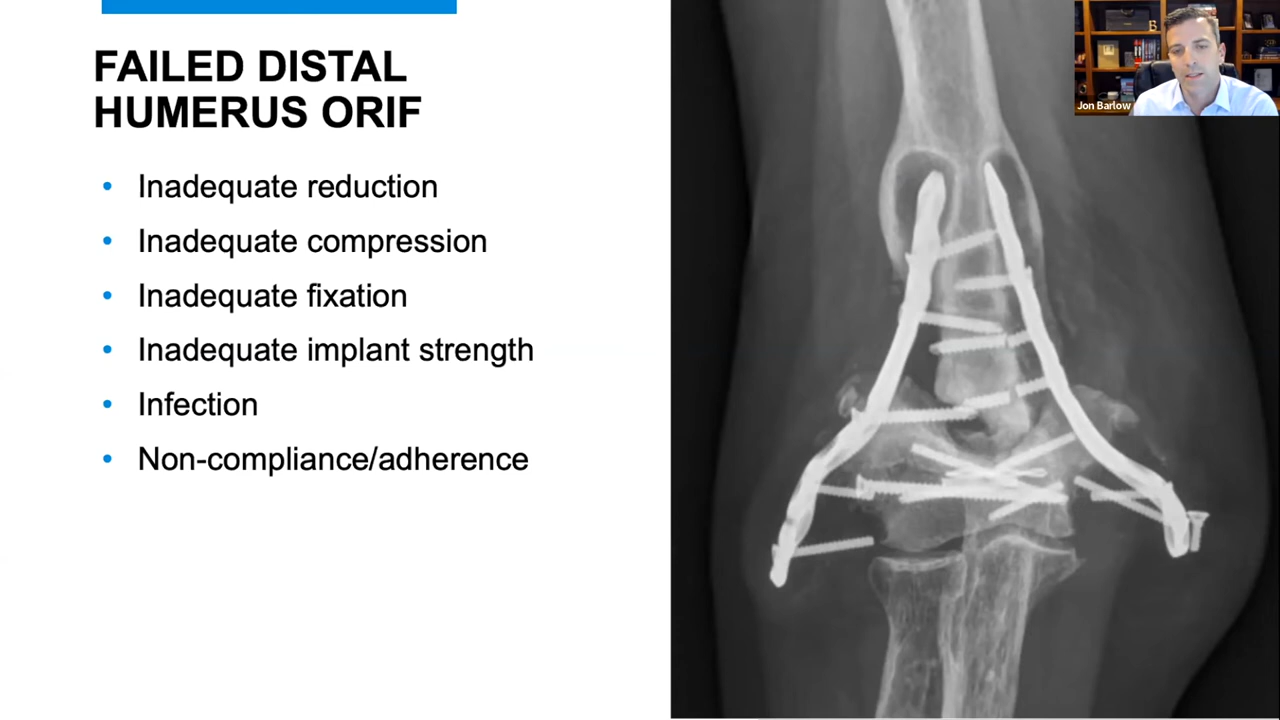 FAILED DISTAL
HUMERUS ORIF
• Inadequate reduction
• Inadequate compression
• Inadequate fixation
• Inadequate implant strength
• Infection
• Non-compliance/adherence
Jon Barlow